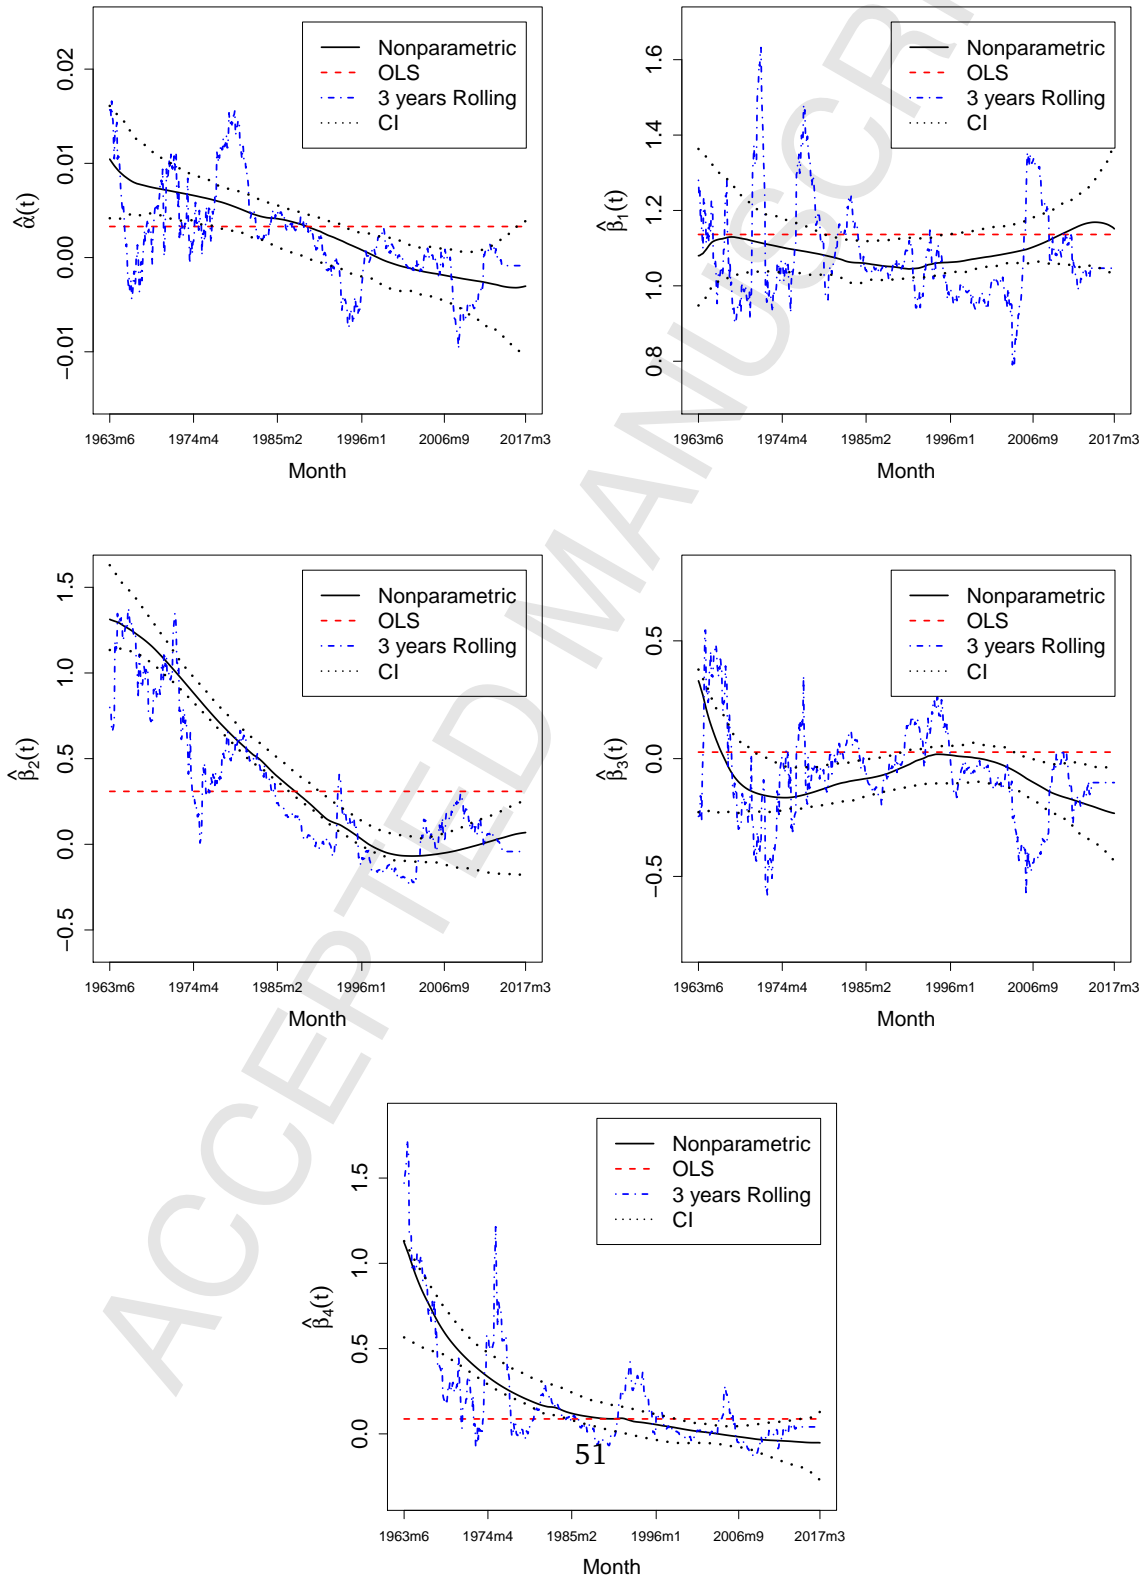 Nonparametric
OLS
3 years Rolling
CI
0.02
0.01
0.00
−0.01
α̂(t)
1963m6 1974m4 1985m2 1996m1 2006m9 2017m3
Month
Nonparametric
OLS
3 years Rolling
CI
1.6
1.4
1.2
1.0
0.8
β̂₁(t)
1963m6 1974m4 1985m2 1996m1 2006m9 2017m3
Month
Nonparametric
OLS
3 years Rolling
CI
1.5
1.0
0.5
0.0
−0.5
β̂₂(t)
1963m6 1974m4 1985m2 1996m1 2006m9 2017m3
Month
Nonparametric
OLS
3 years Rolling
CI
0.5
0.0
−0.5
β̂₃(t)
1963m6 1974m4 1985m2 1996m1 2006m9 2017m3
Month
Nonparametric
OLS
3 years Rolling
CI
1.5
1.0
0.5
0.0
β̂₄(t)
1963m6 1974m4 1985m2 1996m1 2006m9 2017m3
Month
51
ACCEPTED MANUSCRI